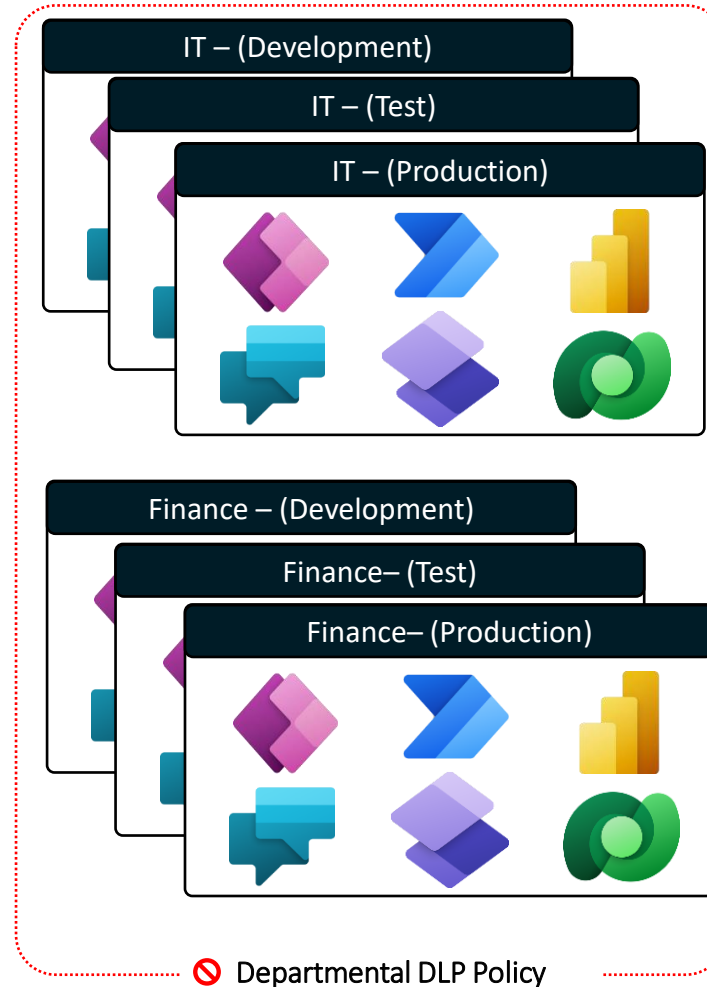 IT – (Development)
IT – (Test)
IT – (Production)
Finance – (Development)
Finance– (Test)
Finance– (Production)
Departmental DLP Policy